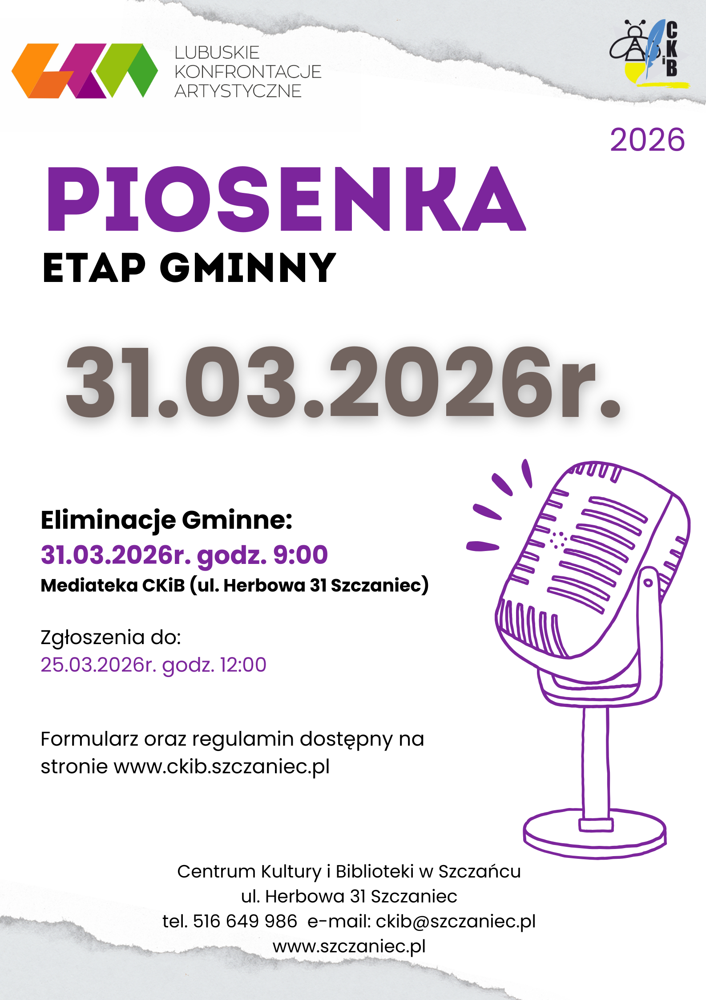 LUBUSKIE
KONFRONTACJE
ARTYSTYCZNE
CKiB
2026
PIOSENKA
ETAP GMINNY
31.03.2026r.
Eliminacje Gminne:
31.03.2026r. godz. 9:00
Mediateka CKiB (ul. Herbowa 31 Szczaniec)
Zgłoszenia do:
25.03.2026r. godz. 12:00
Formularz oraz regulamin dostępny na
stronie www.ckib.szczaniec.pl
Centrum Kultury i Biblioteki w Szczańcu
ul. Herbowa 31 Szczaniec
tel. 516 649 986  e-mail: ckib@szczaniec.pl
www.szczaniec.pl